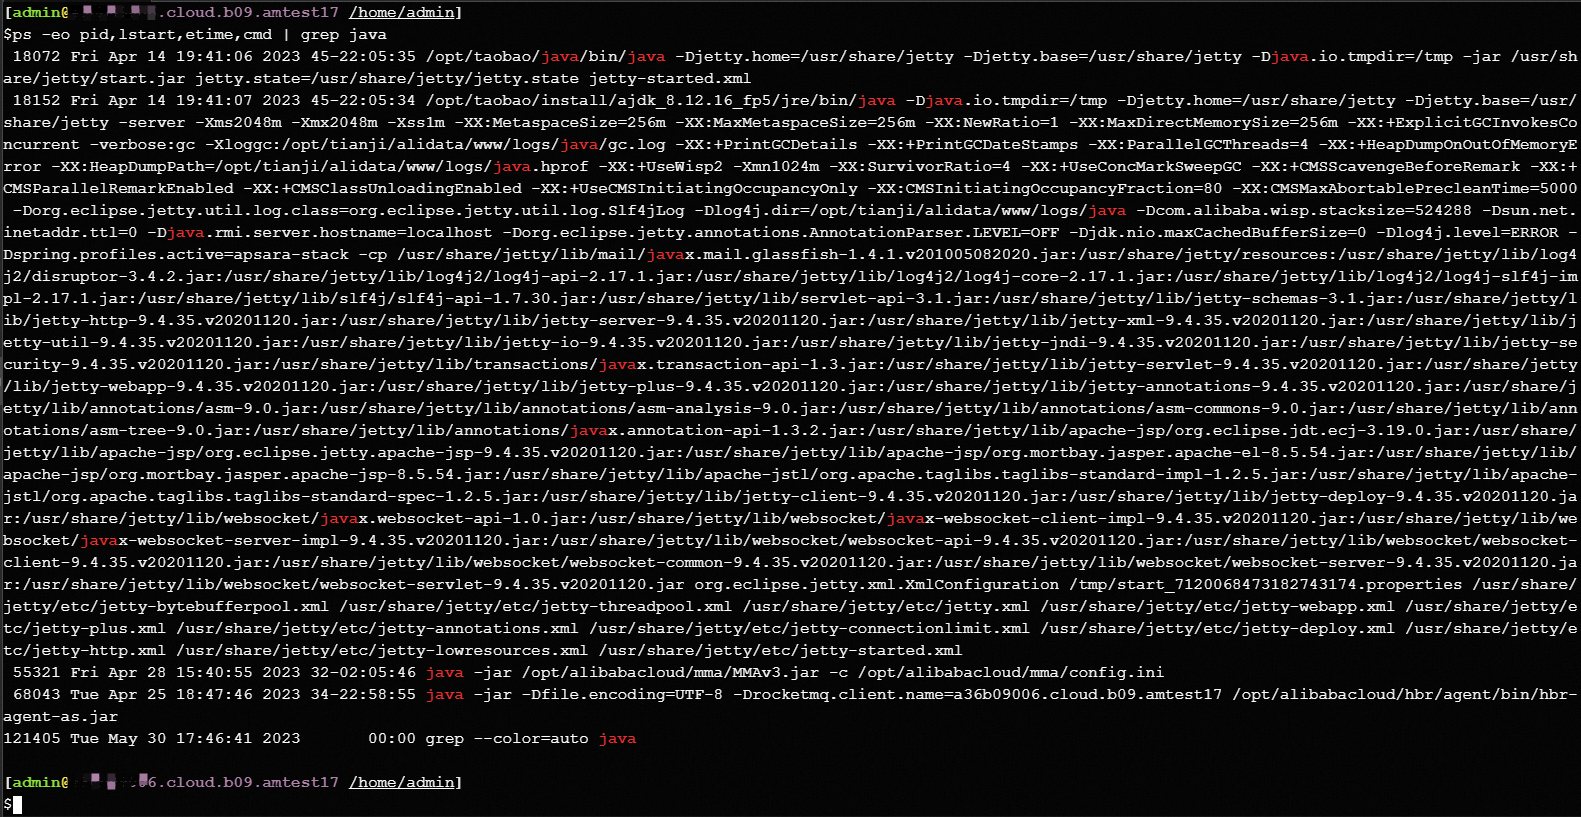 [admin@ .cloud.b09.amtest17 /home/admin]
$ps -eo pid,lstart,etime,cmd | grep java
 18072 Fri Apr 14 19:41:06 2023 45-22:05:35 /opt/taobao/java/bin/java -Djetty.home=/usr/share/jetty -Djetty.base=/usr/share/jetty -Djava.io.tmpdir=/tmp -jar /usr/sh
are/jetty/start.jar jetty.state=/usr/share/jetty/jetty.state jetty-started.xml
 18152 Fri Apr 14 19:41:07 2023 45-22:05:34 /opt/taobao/install/ajdk_8.12.16_fp5/jre/bin/java -Djava.io.tmpdir=/tmp -Djetty.home=/usr/share/jetty -Djetty.base=/usr/
share/jetty -server -Xms2048m -Xmx2048m -Xss1m -XX:MetaspaceSize=256m -XX:MaxMetaspaceSize=256m -XX:NewRatio=1 -XX:MaxDirectMemorySize=256m -XX:+ExplicitGCInvokesCo
ncurrent -verbose:gc -Xloggc:/opt/tianji/alidata/www/logs/java/gc.log -XX:+PrintGCDetails -XX:+PrintGCDateStamps -XX:ParallelGCThreads=4 -XX:+HeapDumpOnOutOfMemoryE
rror -XX:HeapDumpPath=/opt/tianji/alidata/www/logs/java.hprof -XX:+UseWisp2 -Xmn1024m -XX:SurvivorRatio=4 -XX:+UseConcMarkSweepGC -XX:+CMSScavengeBeforeRemark -XX:+
CMSParallelRemarkEnabled -XX:+CMSClassUnloadingEnabled -XX:+UseCMSInitiatingOccupancyOnly -XX:CMSInitiatingOccupancyFraction=80 -XX:CMSMaxAbortablePrecleanTime=5000
 -Dorg.eclipse.jetty.util.log.class=org.eclipse.jetty.util.log.Slf4jLog -Dlog4j.dir=/opt/tianji/alidata/www/logs/java -Dcom.alibaba.wisp.stacksize=524288 -Dsun.net.
inetaddr.ttl=0 -Djava.rmi.server.hostname=localhost -Dorg.eclipse.jetty.annotations.AnnotationParser.LEVEL=OFF -Djdk.nio.maxCachedBufferSize=0 -Dlog4j.level=ERROR -
Dspring.profiles.active=apsara-stack -cp /usr/share/jetty/lib/mail/javax.mail.glassfish-1.4.1.v201005082020.jar:/usr/share/jetty/resources:/usr/share/jetty/lib/log4
j2/disruptor-3.4.2.jar:/usr/share/jetty/lib/log4j2/log4j-api-2.17.1.jar:/usr/share/jetty/lib/log4j2/log4j-core-2.17.1.jar:/usr/share/jetty/lib/log4j2/log4j-slf4j-im
pl-2.17.1.jar:/usr/share/jetty/lib/slf4j/slf4j-api-1.7.30.jar:/usr/share/jetty/lib/servlet-api-3.1.jar:/usr/share/jetty/lib/jetty-schemas-3.1.jar:/usr/share/jetty/l
ib/jetty-http-9.4.35.v20201120.jar:/usr/share/jetty/lib/jetty-server-9.4.35.v20201120.jar:/usr/share/jetty/lib/jetty-xml-9.4.35.v20201120.jar:/usr/share/jetty/lib/j
etty-util-9.4.35.v20201120.jar:/usr/share/jetty/lib/jetty-io-9.4.35.v20201120.jar:/usr/share/jetty/lib/jetty-jndi-9.4.35.v20201120.jar:/usr/share/jetty/lib/jetty-se
curity-9.4.35.v20201120.jar:/usr/share/jetty/lib/transactions/javax.transaction-api-1.3.jar:/usr/share/jetty/lib/jetty-servlet-9.4.35.v20201120.jar:/usr/share/jetty
/lib/jetty-webapp-9.4.35.v20201120.jar:/usr/share/jetty/lib/jetty-plus-9.4.35.v20201120.jar:/usr/share/jetty/lib/jetty-annotations-9.4.35.v20201120.jar:/usr/share/j
etty/lib/annotations/asm-9.0.jar:/usr/share/jetty/lib/annotations/asm-analysis-9.0.jar:/usr/share/jetty/lib/annotations/asm-commons-9.0.jar:/usr/share/jetty/lib/ann
otations/asm-tree-9.0.jar:/usr/share/jetty/lib/annotations/javax.annotation-api-1.3.2.jar:/usr/share/jetty/lib/apache-jsp/org.eclipse.jdt.ecj-3.19.0.jar:/usr/share/
jetty/lib/apache-jsp/org.eclipse.jetty.apache-jsp-9.4.35.v20201120.jar:/usr/share/jetty/lib/apache-jsp/org.mortbay.jasper.apache-el-8.5.54.jar:/usr/share/jetty/lib/
apache-jsp/org.mortbay.jasper.apache-jsp-8.5.54.jar:/usr/share/jetty/lib/apache-jstl/org.apache.taglibs.taglibs-standard-impl-1.2.5.jar:/usr/share/jetty/lib/apache-
jstl/org.apache.taglibs.taglibs-standard-spec-1.2.5.jar:/usr/share/jetty/lib/jetty-client-9.4.35.v20201120.jar:/usr/share/jetty/lib/jetty-deploy-9.4.35.v20201120.ja
r:/usr/share/jetty/lib/websocket/javax.websocket-api-1.0.jar:/usr/share/jetty/lib/websocket/javax-websocket-client-impl-9.4.35.v20201120.jar:/usr/share/jetty/lib/we
bsocket/javax-websocket-server-impl-9.4.35.v20201120.jar:/usr/share/jetty/lib/websocket/websocket-api-9.4.35.v20201120.jar:/usr/share/jetty/lib/websocket/websocket-
client-9.4.35.v20201120.jar:/usr/share/jetty/lib/websocket/websocket-common-9.4.35.v20201120.jar:/usr/share/jetty/lib/websocket/websocket-server-9.4.35.v20201120.ja
r:/usr/share/jetty/lib/websocket/websocket-servlet-9.4.35.v20201120.jar org.eclipse.jetty.xml.XmlConfiguration /tmp/start_7120068473182743174.properties /usr/share/
jetty/etc/jetty-bytebufferpool.xml /usr/share/jetty/etc/jetty-threadpool.xml /usr/share/jetty/etc/jetty.xml /usr/share/jetty/etc/jetty-webapp.xml /usr/share/jetty/e
tc/jetty-plus.xml /usr/share/jetty/etc/jetty-annotations.xml /usr/share/jetty/etc/jetty-connectionlimit.xml /usr/share/jetty/etc/jetty-deploy.xml /usr/share/jetty/e
tc/jetty-http.xml /usr/share/jetty/etc/jetty-lowresources.xml /usr/share/jetty/etc/jetty-started.xml
 55321 Fri Apr 28 15:40:55 2023 32-02:05:46 java -jar /opt/alibabacloud/mma/MMAv3.jar -c /opt/alibabacloud/mma/config.ini
 68043 Tue Apr 25 18:47:46 2023 34-22:58:55 java -jar -Dfile.encoding=UTF-8 -Drocketmq.client.name=a36b09006.cloud.b09.amtest17 /opt/alibabacloud/hbr/agent/bin/hbr-
agent-as.jar
121405 Tue May 30 17:46:41 2023       00:00 grep --color=auto java
[admin@ 6.cloud.b09.amtest17 /home/admin]
$